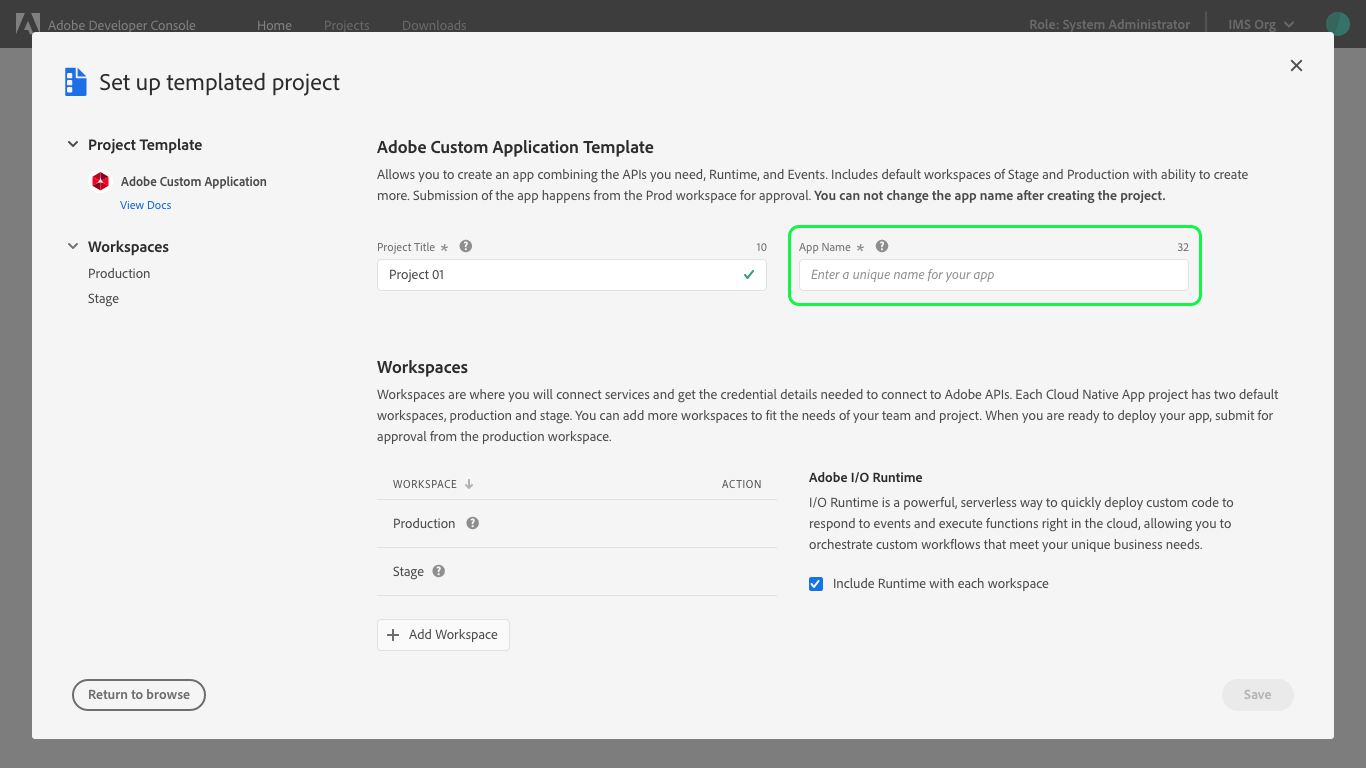 Adobe Developer Console
Home
Projects
Downloads
Role: System Administrator
IMS Org
Set up templated project
Project Template
Adobe Custom Application
View Docs
Workspaces
Production
Stage
Adobe Custom Application Template
Allows you to create an app combining the APIs you need, Runtime, and Events. Includes default workspaces of Stage and Production with ability to create
more. Submission of the app happens from the Prod workspace for approval. You can not change the app name after creating the project.
Project Title * ? 10
Project 01
App Name * ? 32
Enter a unique name for your app
Workspaces
Workspaces are where you will connect services and get the credential details needed to connect to Adobe APIs. Each Cloud Native App project has two default
workspaces, production and stage. You can add more workspaces to fit the needs of your team and project. When you are ready to deploy your app, submit for
approval from the production workspace.
WORKSPACE ↓ ACTION
Production ?
Stage ?
+ Add Workspace
Adobe I/O Runtime
I/O Runtime is a powerful, serverless way to quickly deploy custom code to
respond to events and execute functions right in the cloud, allowing you to
orchestrate custom workflows that meet your unique business needs.
Include Runtime with each workspace
Return to browse
Save